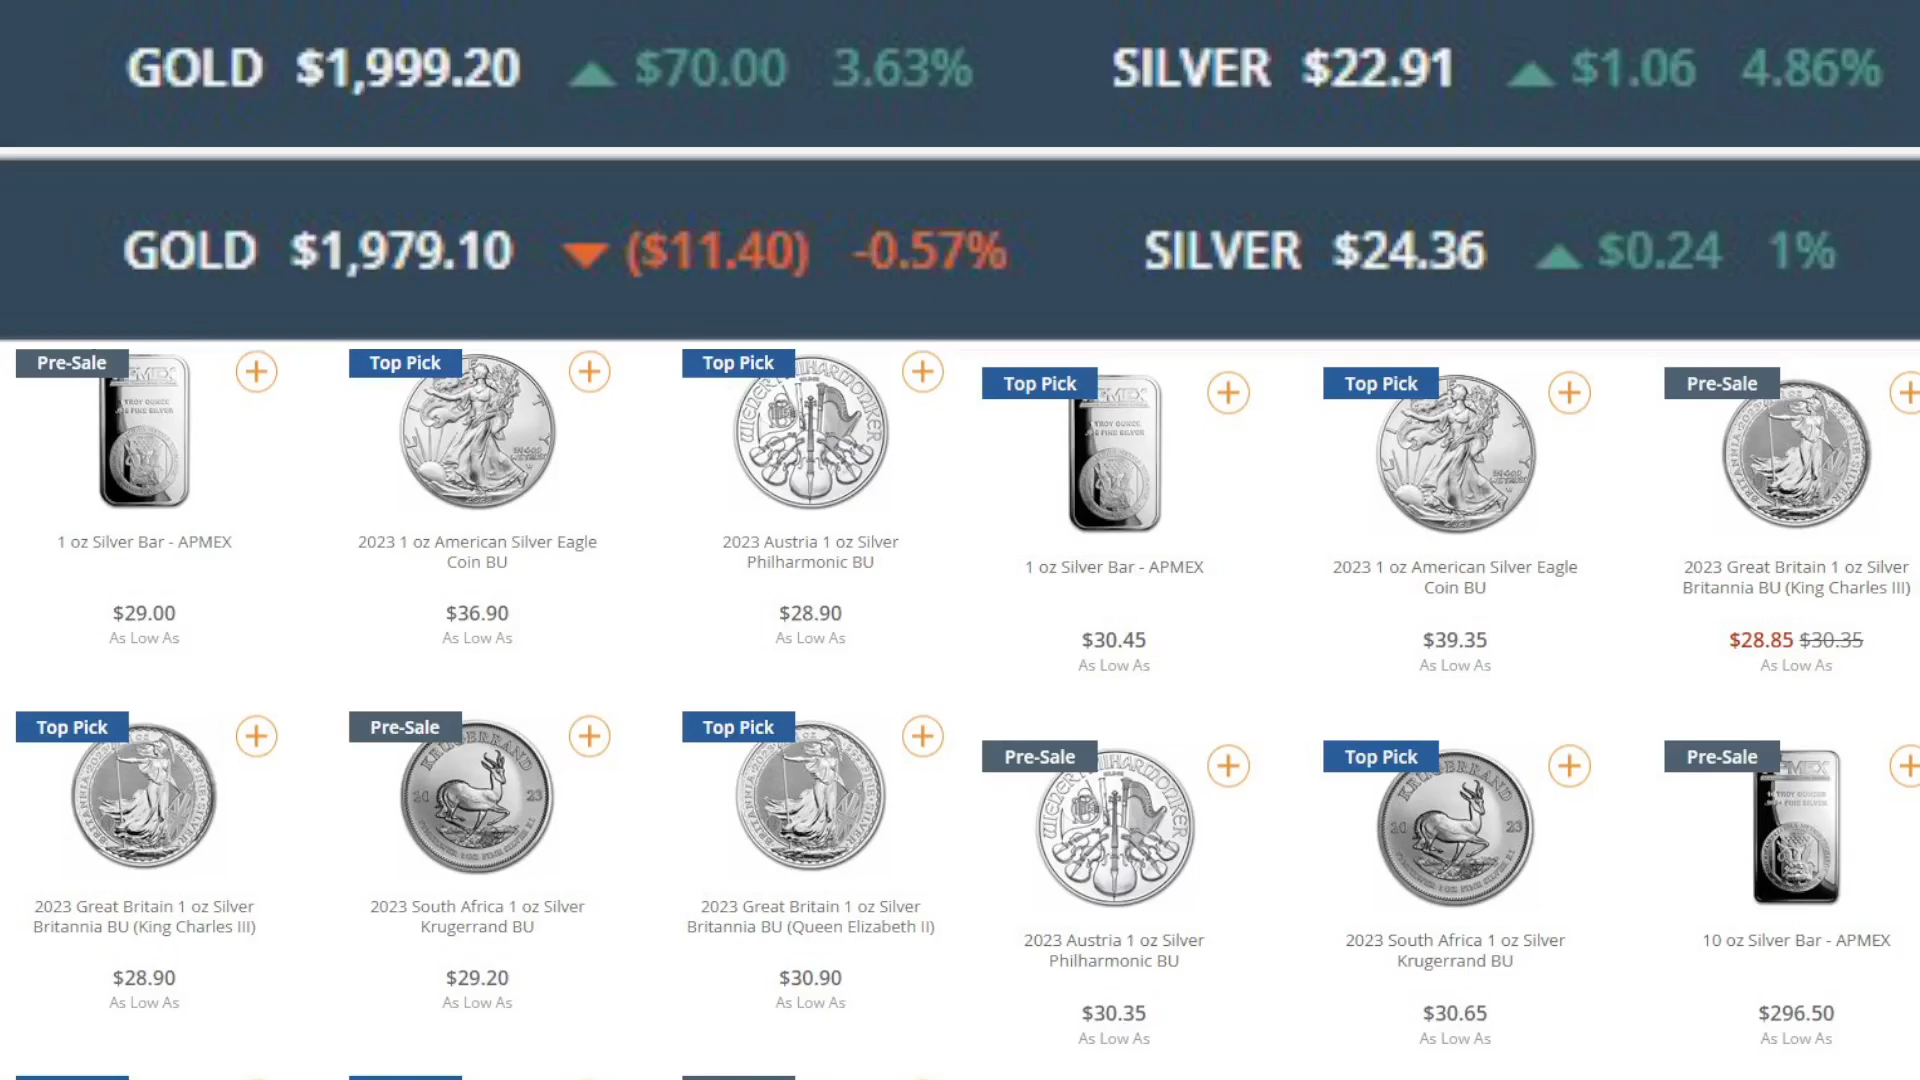 GOLD $1,999.20 ▲ $70.00 3.63% SILVER $22.91 ▲ $1.06 4.86%
GOLD $1,979.10 ▼ ($11.40) -0.57% SILVER $24.36 ▲ $0.24 1%
Pre-Sale
1 oz Silver Bar - APMEX
$29.00
As Low As
Top Pick
2023 1 oz American Silver Eagle
Coin BU
$36.90
As Low As
Top Pick
WIENER PHILHARMONIKER
2023 Austria 1 oz Silver
Philharmonic BU
$28.90
As Low As
Top Pick
2023 Great Britain 1 oz Silver
Britannia BU (King Charles III)
$28.90
As Low As
Pre-Sale
KRUGERRAND
20 23
2023 South Africa 1 oz Silver
Krugerrand BU
$29.20
As Low As
Top Pick
2023 Great Britain 1 oz Silver
Britannia BU (Queen Elizabeth II)
$30.90
As Low As
Top Pick
1 oz Silver Bar - APMEX
$30.45
As Low As
Top Pick
2023 1 oz American Silver Eagle
Coin BU
$39.35
As Low As
Pre-Sale
2023 Great Britain 1 oz Silver
Britannia BU (King Charles III)
$28.85 $30.35
As Low As
Pre-Sale
WIENER PHILHARMONIKER
2023 Austria 1 oz Silver
Philharmonic BU
$30.35
As Low As
Top Pick
KRUGERRAND
20 23
2023 South Africa 1 oz Silver
Krugerrand BU
$30.65
As Low As
Pre-Sale
10 oz Silver Bar - APMEX
$296.50
As Low As